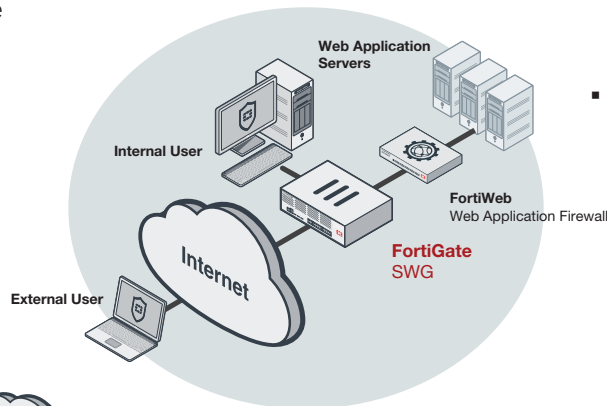 e
Web Application
Servers
Internal User
FortiWeb
Web Application Firewall
FortiGate
SWG
Internet
External User